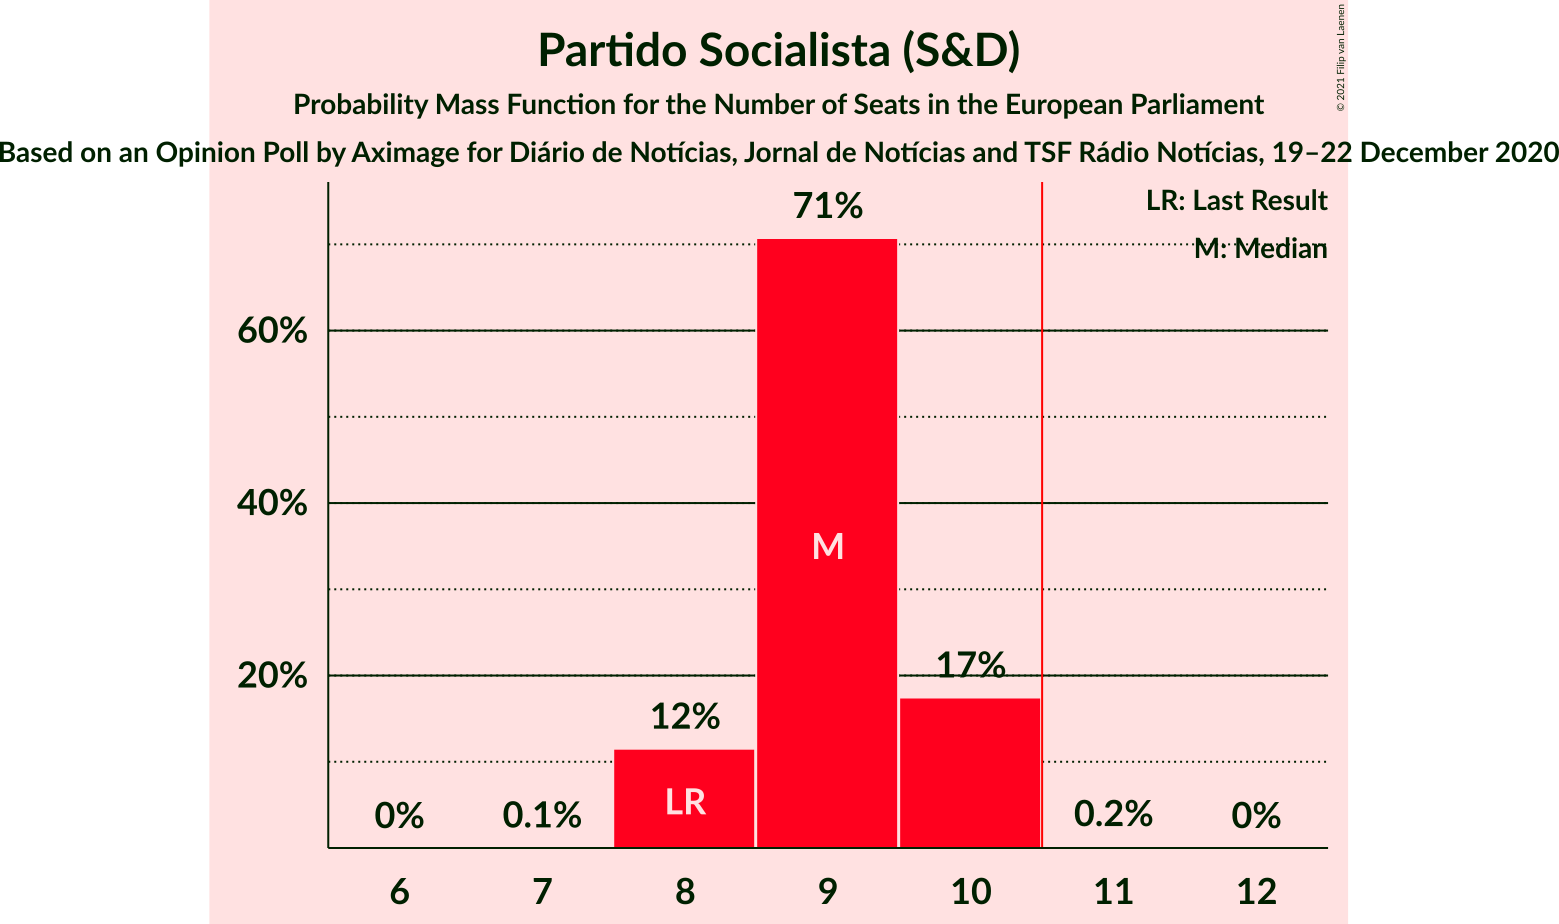 Partido Socialista (S&D)
Probability Mass Function for the Number of Seats in the European Parliament
Based on an Opinion Poll by Aximage for Diário de Notícias, Jornal de Notícias and TSF Rádio Notícias, 19–22 December 2020
© 2021 Filip van Laenen
LR: Last Result
M: Median
71%
60%
40%
M
20%
17%
12%
LR
0%
0.1%
0.2%
0%
6 7 8 9 10 11 12